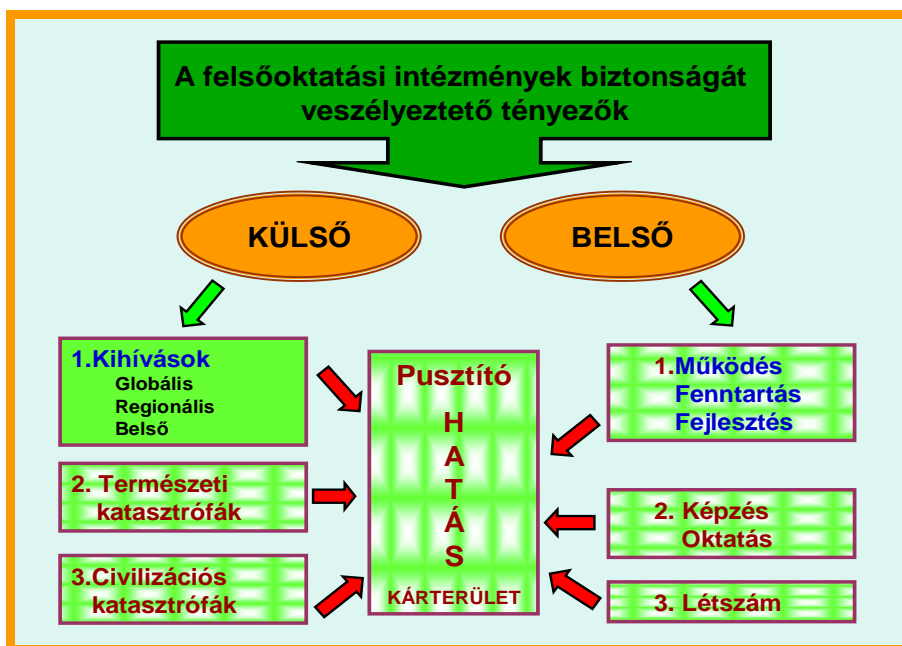 A felsőoktatási intézmények biztonságát
veszélyeztető tényezők
KÜLSŐ
BELSŐ
1.Kihívások
Globális
Regionális
Belső
2. Természeti
katasztrófák
3.Civilizációs
katasztrófák
Pusztító
H
A
T
Á
S
KÁRTERÜLET
1.Működés
Fenntartás
Fejlesztés
2. Képzés
Oktatás
3. Létszám